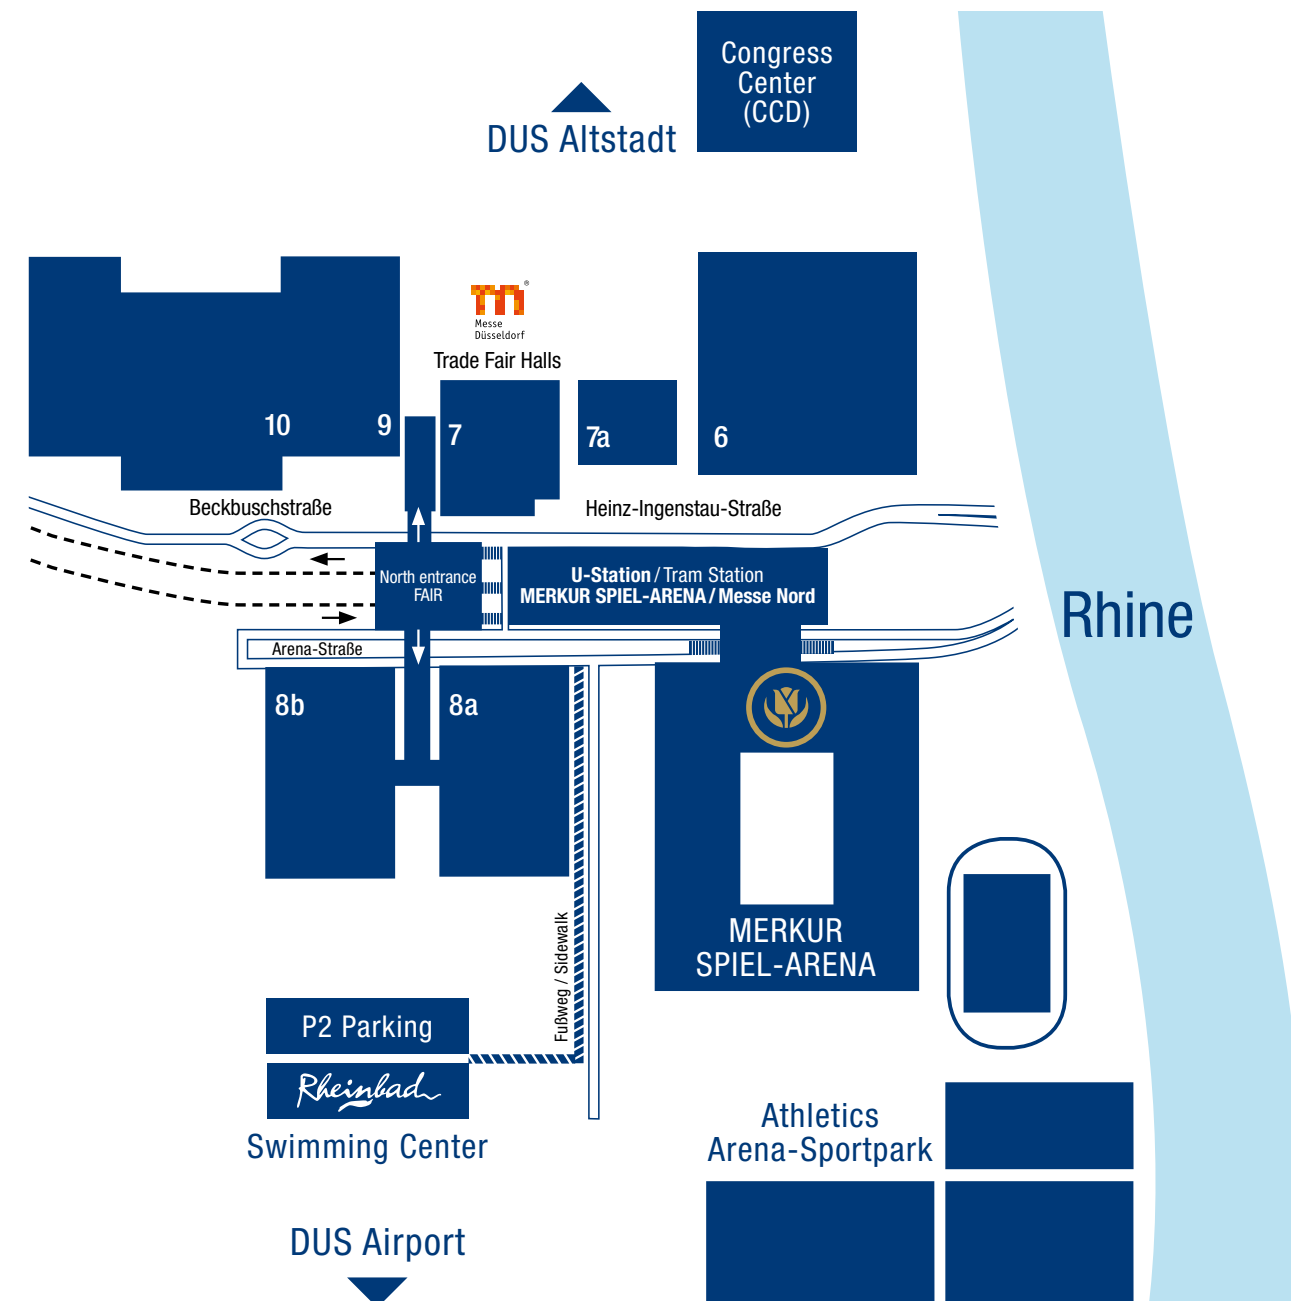 Congress
Center
(CCD)
DUS Altstadt
®
Messe
Düsseldorf
Trade Fair Halls
10
9
7
7a
6
Beckbuschstraße
Heinz-Ingenstau-Straße
North entrance
FAIR
U-Station / Tram Station
MERKUR SPIEL-ARENA / Messe Nord
Rhine
Arena-Straße
8b
8a
MERKUR
SPIEL-ARENA
Fußweg / Sidewalk
P2 Parking
Rheinbad
Swimming Center
Athletics
Arena-Sportpark
DUS Airport